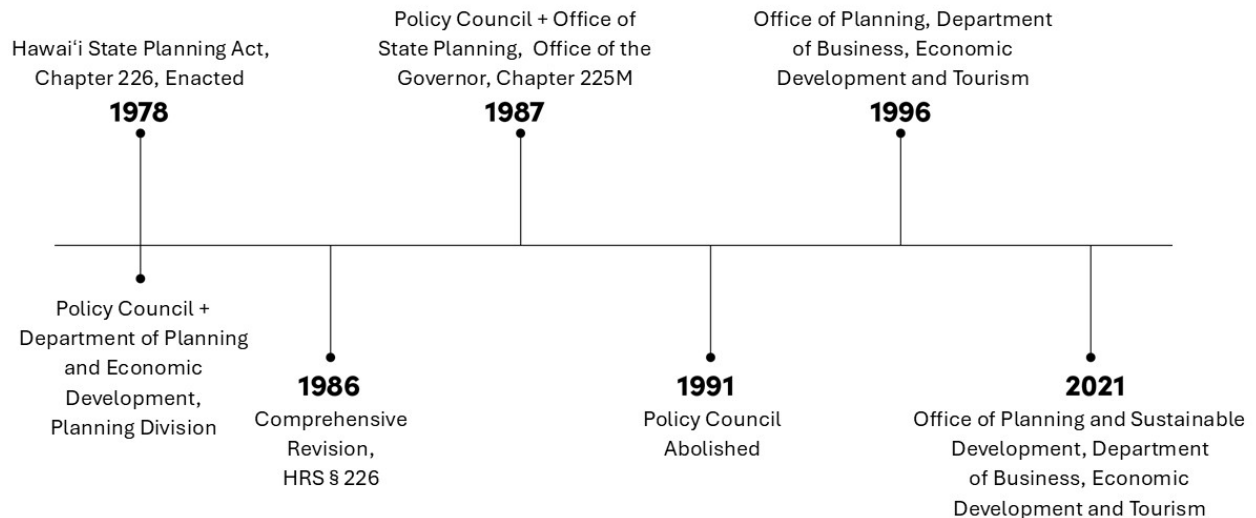 Hawaiʻi State Planning Act,
Chapter 226, Enacted
1978
Policy Council +
Department of Planning
and Economic
Development,
Planning Division
1986
Comprehensive
Revision,
HRS § 226
Policy Council + Office of
State Planning, Office of the
Governor, Chapter 225M
1987
1991
Policy Council
Abolished
Office of Planning, Department
of Business, Economic
Development and Tourism
1996
2021
Office of Planning and Sustainable
Development, Department
of Business, Economic
Development and Tourism